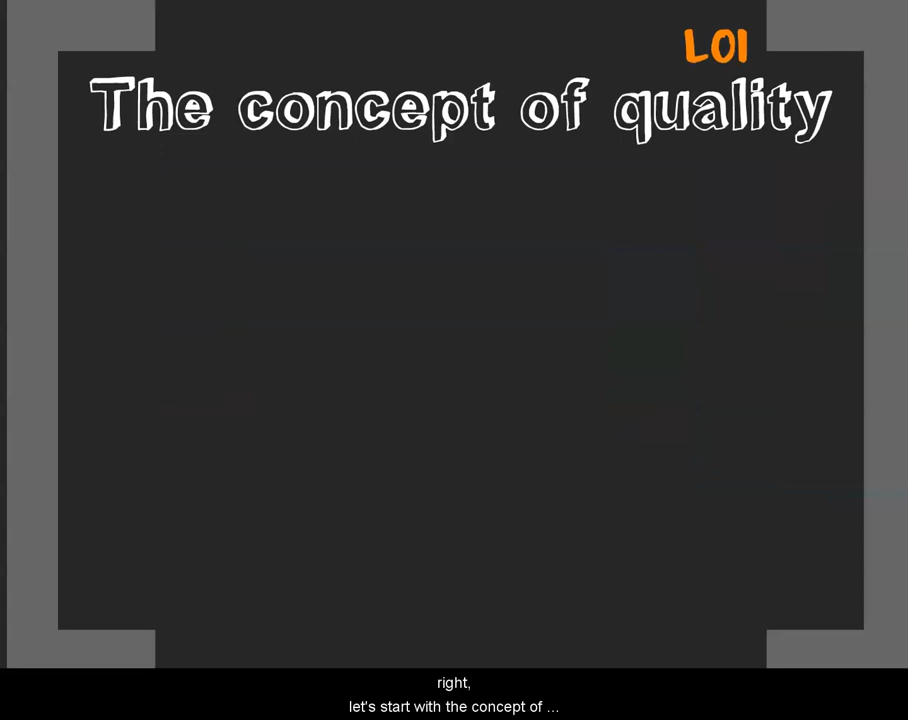 LO1
The concept of quality
right,
let's start with the concept of ...